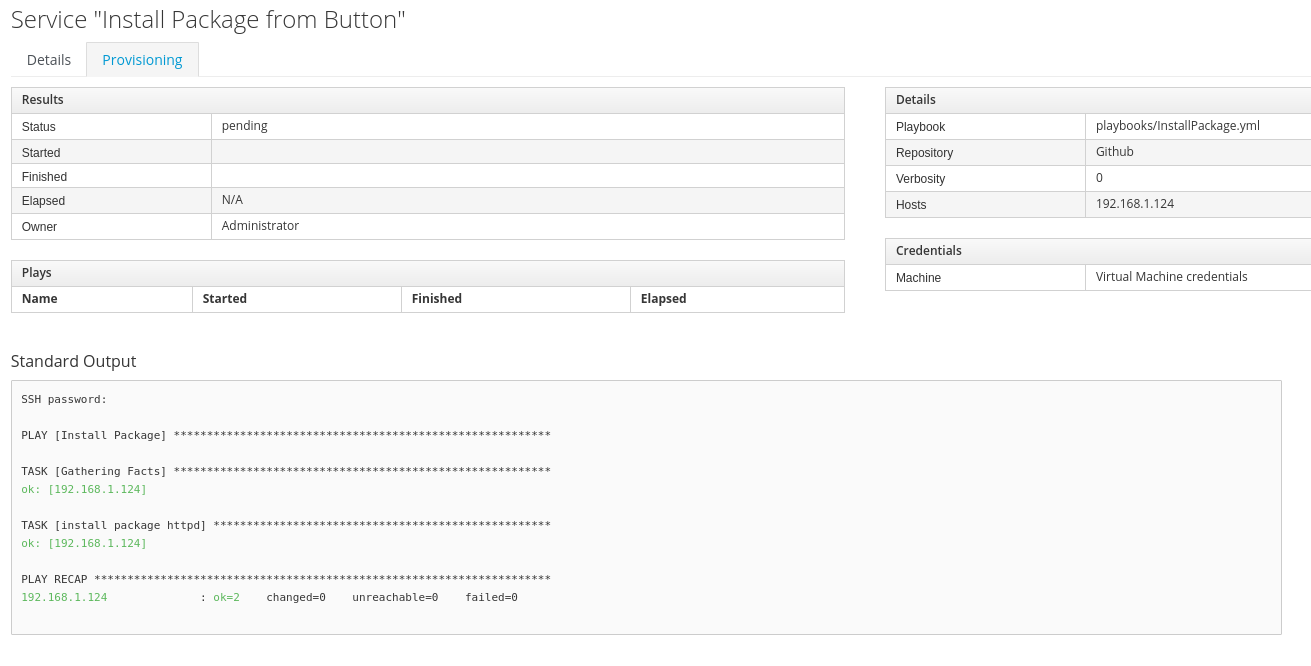 Service "Install Package from Button"
Details Provisioning
Results
Status pending
Started
Finished
Elapsed N/A
Owner Administrator
Plays
Name Started Finished Elapsed
Details
Playbook playbooks/InstallPackage.yml
Repository Github
Verbosity 0
Hosts 192.168.1.124
Credentials
Machine Virtual Machine credentials
Standard Output
SSH password:
PLAY [Install Package] *********************************************************
TASK [Gathering Facts] *********************************************************
ok: [192.168.1.124]
TASK [install package httpd] ***************************************************
ok: [192.168.1.124]
PLAY RECAP *********************************************************************
192.168.1.124 : ok=2 changed=0 unreachable=0 failed=0